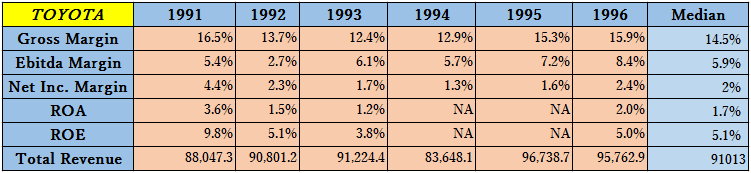 TOYOTA 1991 1992 1993 1994 1995 1996 Median
Gross Margin 16.5% 13.7% 12.4% 12.9% 15.3% 15.9% 14.5%
Ebitda Margin 5.4% 2.7% 6.1% 5.7% 7.2% 8.4% 5.9%
Net Inc. Margin 4.4% 2.3% 1.7% 1.3% 1.6% 2.4% 2%
ROA 3.6% 1.5% 1.2% NA NA 2.0% 1.7%
ROE 9.8% 5.1% 3.8% NA NA 5.0% 5.1%
Total Revenue 88,047.3 90,801.2 91,224.4 83,648.1 96,738.7 95,762.9 91013